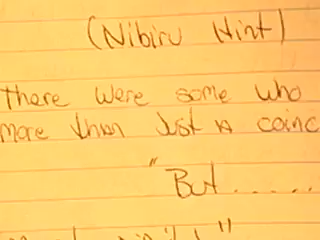 (Nibiru Hint)
there were some who
more than Just a coinc
"But......